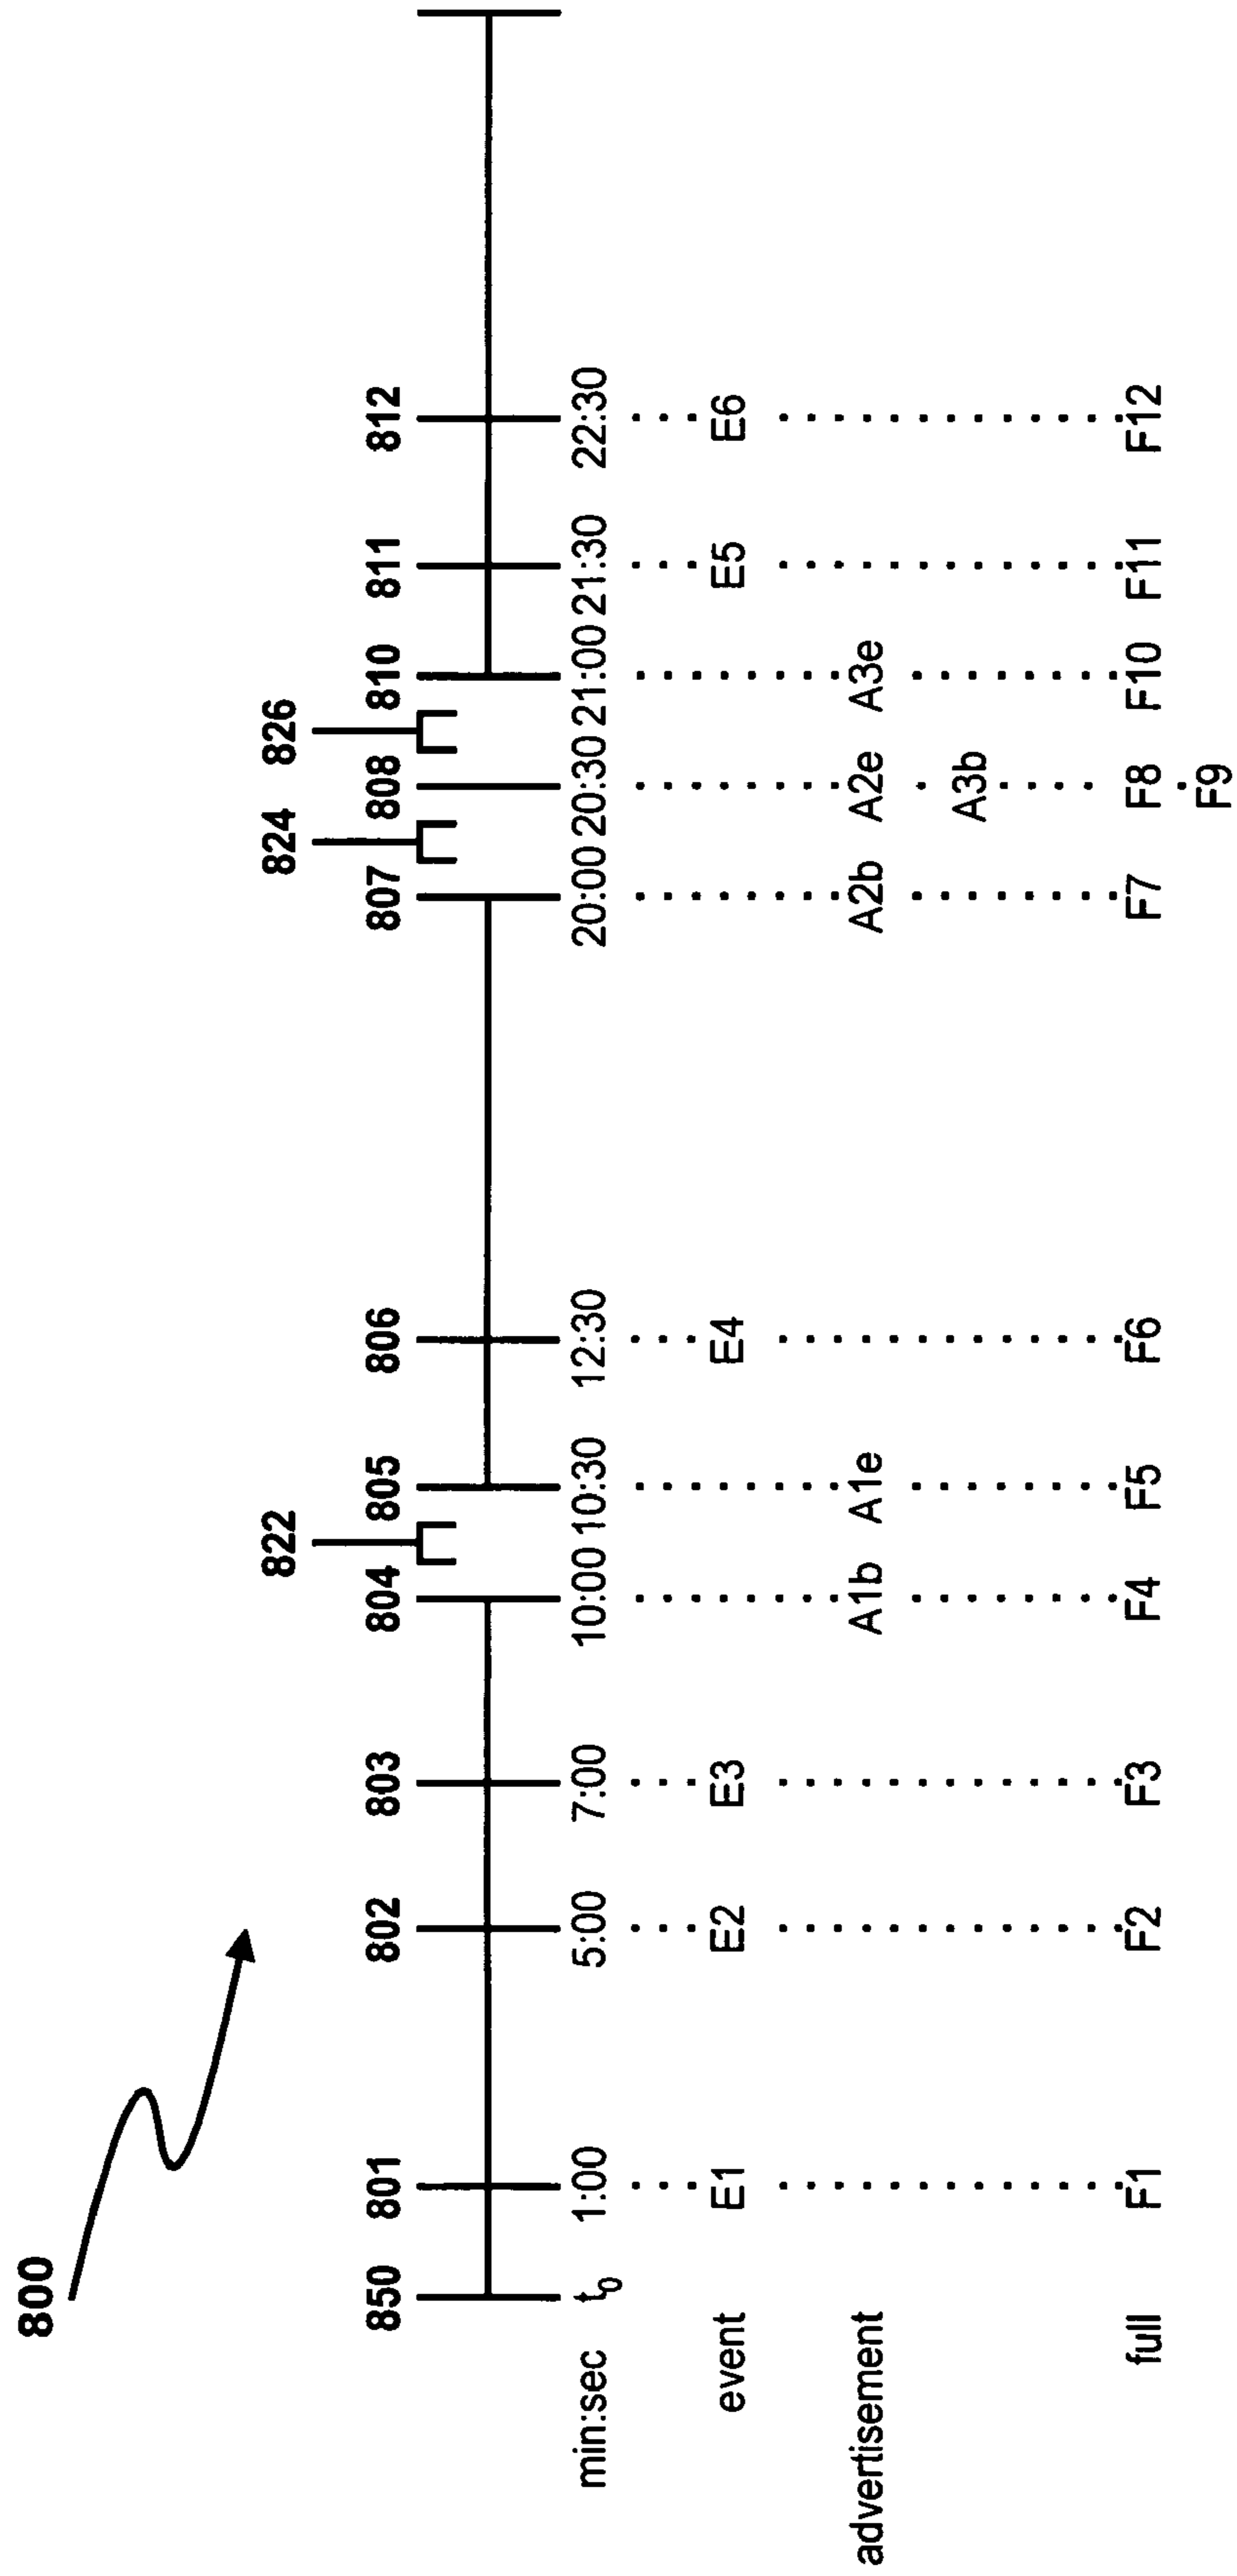 800
822 824 826
850 801 802 803 804 805 806 807 808 810 811 812
min:sec t0 1:00 5:00 7:00 10:00 10:30 12:30 20:00 20:30 21:00 21:30 22:30
event E1 E2 E3 E4 E5 E6
advertisement A1b A1e A2b A2e A3e
A3b
full F1 F2 F3 F4 F5 F6 F7 F8 F10 F11 F12
F9